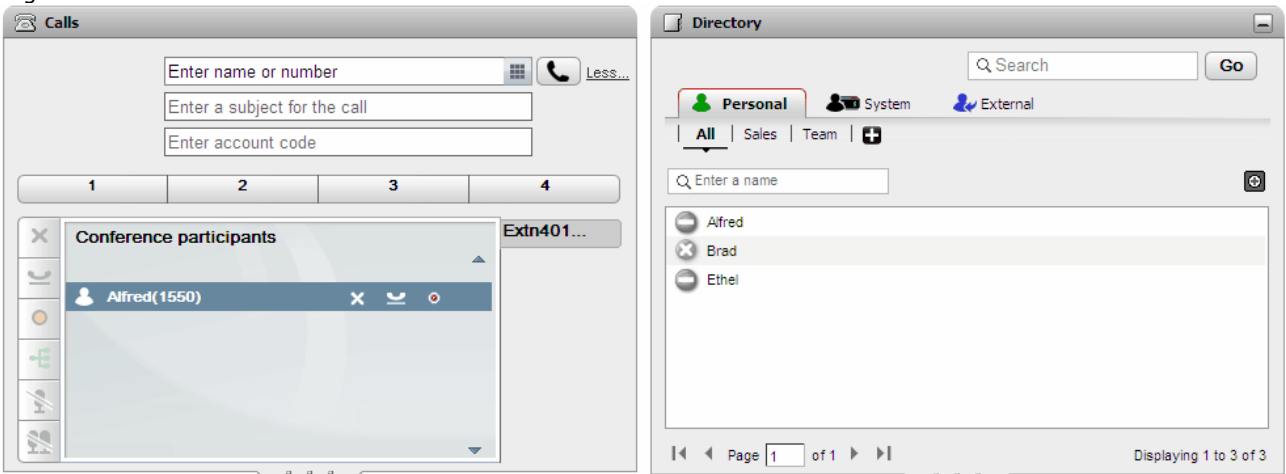 Calls
Enter name or number
Less...
Enter a subject for the call
Enter account code
1 2 3 4
Conference participants
Extn401...
Alfred(1550)
Directory
Search
Go
Personal System External
All Sales Team
Enter a name
Alfred
Brad
Ethel
Page 1 of 1
Displaying 1 to 3 of 3